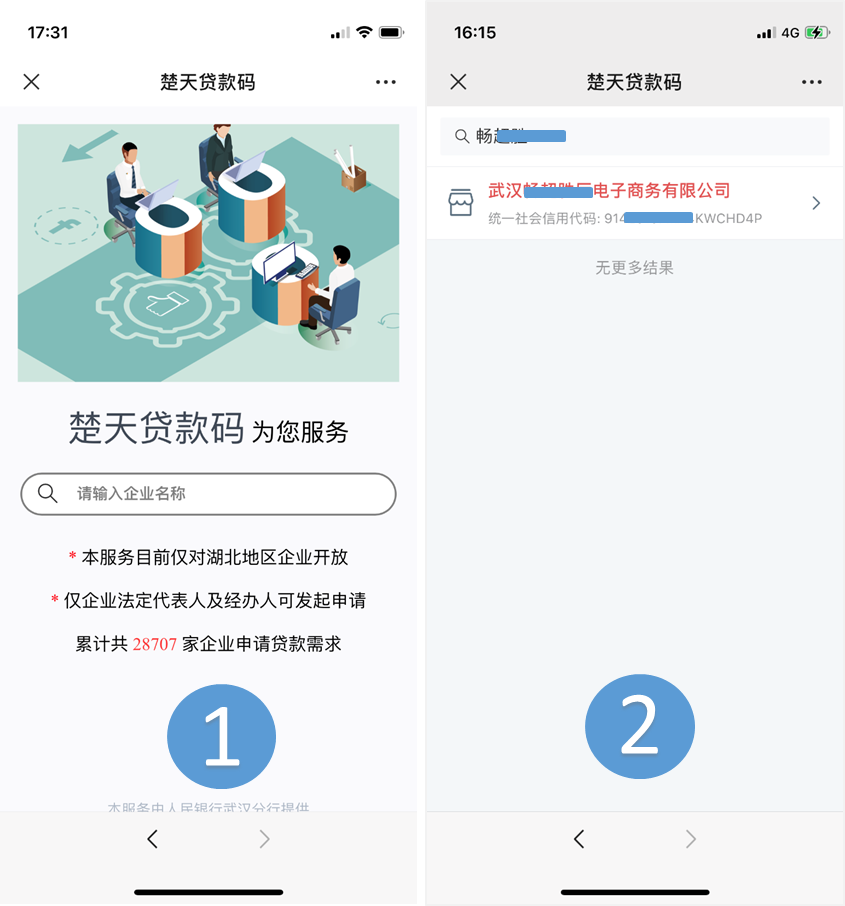 17:31
楚天贷款码
楚天贷款码 为您服务
请输入企业名称
* 本服务目前仅对湖北地区企业开放
* 仅企业法定代表人及经办人可发起申请
累计共 28707 家企业申请贷款需求
1
本服务由人民银行武汉分行提供
16:15
4G
楚天贷款码
畅
武汉 电子商务有限公司
统一社会信用代码: 914 KWCHD4P
无更多结果
2